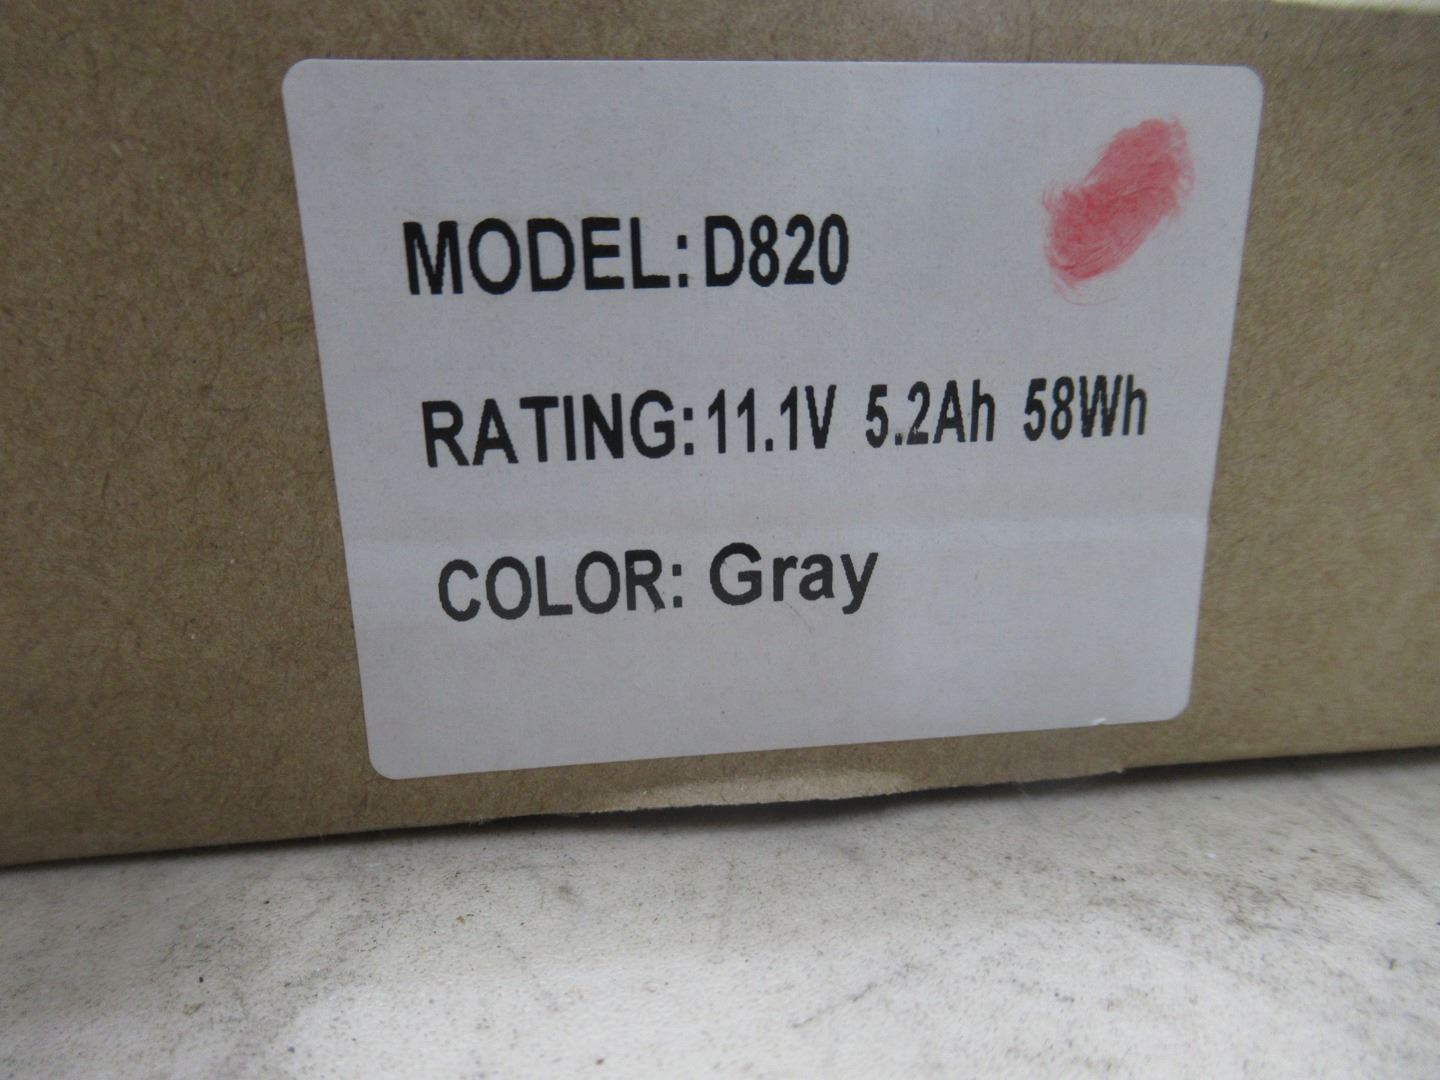 MODEL:D820
RATING:11.1V 5.2Ah 58Wh
COLOR: Gray